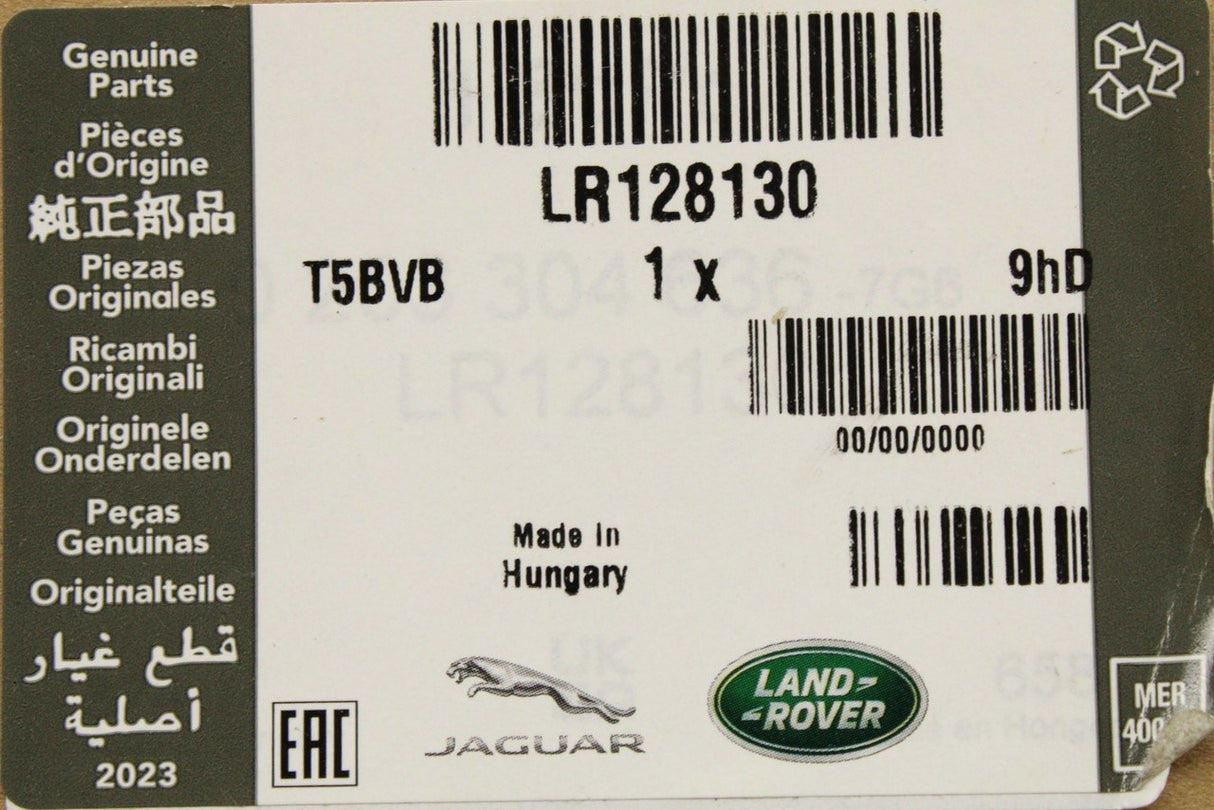 Genuine
Parts
Pièces
d'Origine
純正部品
Piezas
Originales
Ricambi
Originali
Originele
Onderdelen
Peças
Genuinas
Originalteile
قطع غيار
أصلية
2023
LR128130
T5BVB 1 x 9hD
00/00/0000
Made in
Hungary
EAC
JAGUAR
LAND-
-ROVER
MER